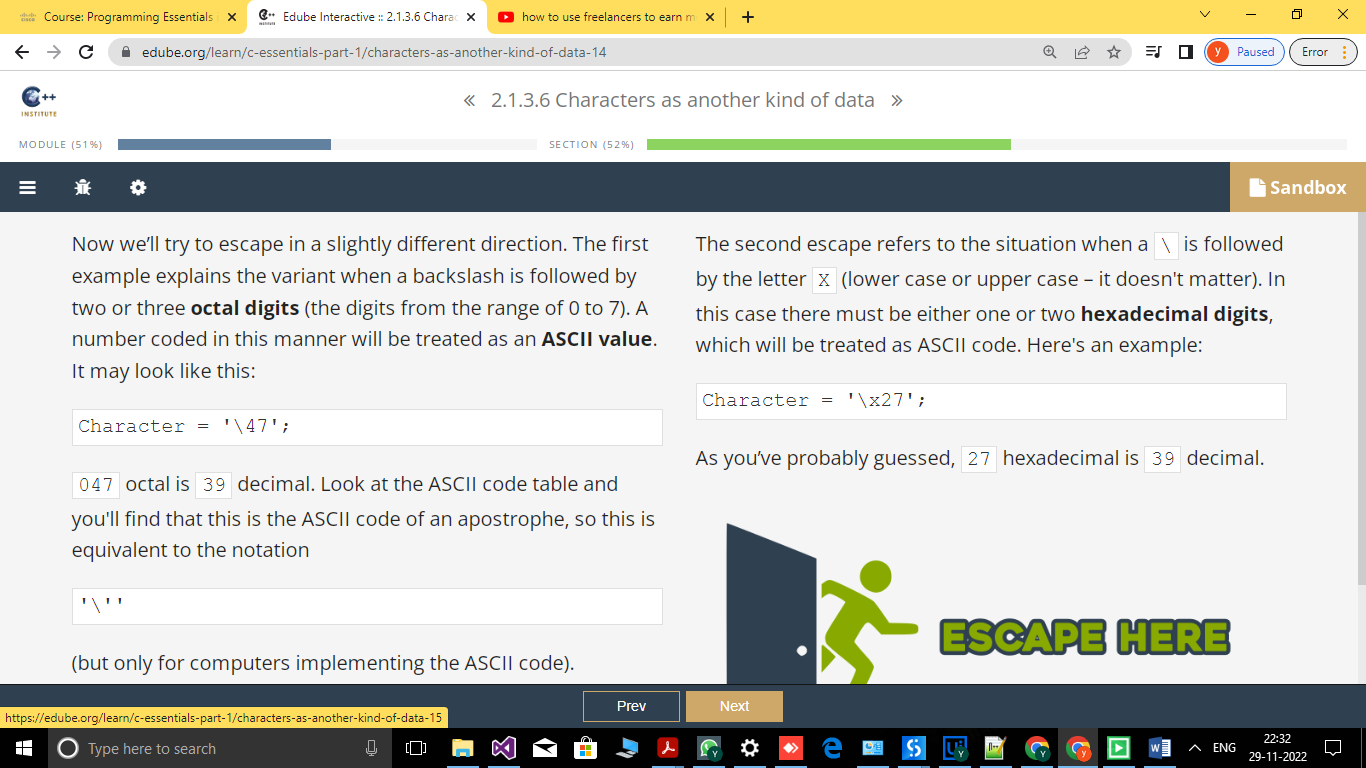 Course: Programming Essentials
Edube Interactive :: 2.1.3.6 Charac
how to use freelancers to earn m
edube.org/learn/c-essentials-part-1/characters-as-another-kind-of-data-14
y Paused
Error
C++
INSTITUTE
« 2.1.3.6 Characters as another kind of data »
MODULE (51%)
SECTION (52%)
Sandbox
Now we’ll try to escape in a slightly different direction. The first
example explains the variant when a backslash is followed by
two or three octal digits (the digits from the range of 0 to 7). A
number coded in this manner will be treated as an ASCII value.
It may look like this:
Character = '\47';
047 octal is 39 decimal. Look at the ASCII code table and
you'll find that this is the ASCII code of an apostrophe, so this is
equivalent to the notation
'\''
(but only for computers implementing the ASCII code).
The second escape refers to the situation when a \ is followed
by the letter X (lower case or upper case – it doesn't matter). In
this case there must be either one or two hexadecimal digits,
which will be treated as ASCII code. Here's an example:
Character = '\x27';
As you’ve probably guessed, 27 hexadecimal is 39 decimal.
ESCAPE HERE
Prev
Next
https://edube.org/learn/c-essentials-part-1/characters-as-another-kind-of-data-15
Type here to search
ENG
22:32
29-11-2022